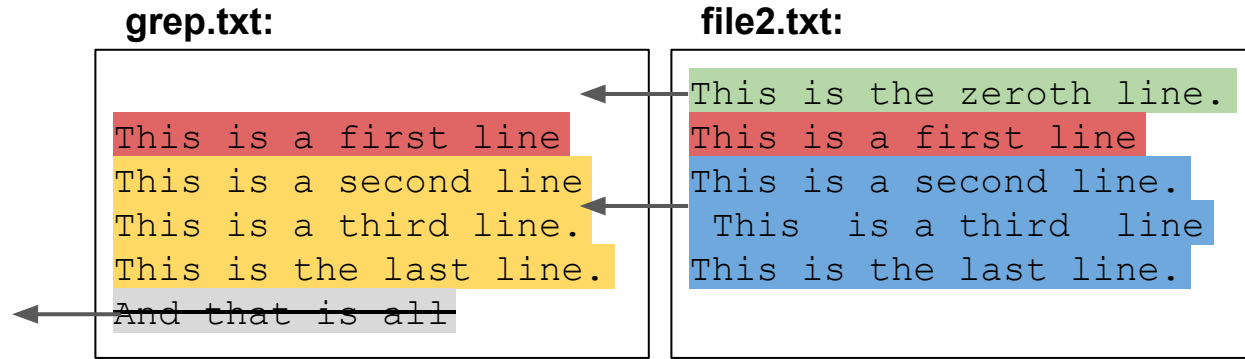 grep.txt:
This is a first line
This is a second line
This is a third line.
This is the last line.
And that is all
file2.txt:
This is the zeroth line.
This is a first line
This is a second line.
 This  is a third  line
This is the last line.